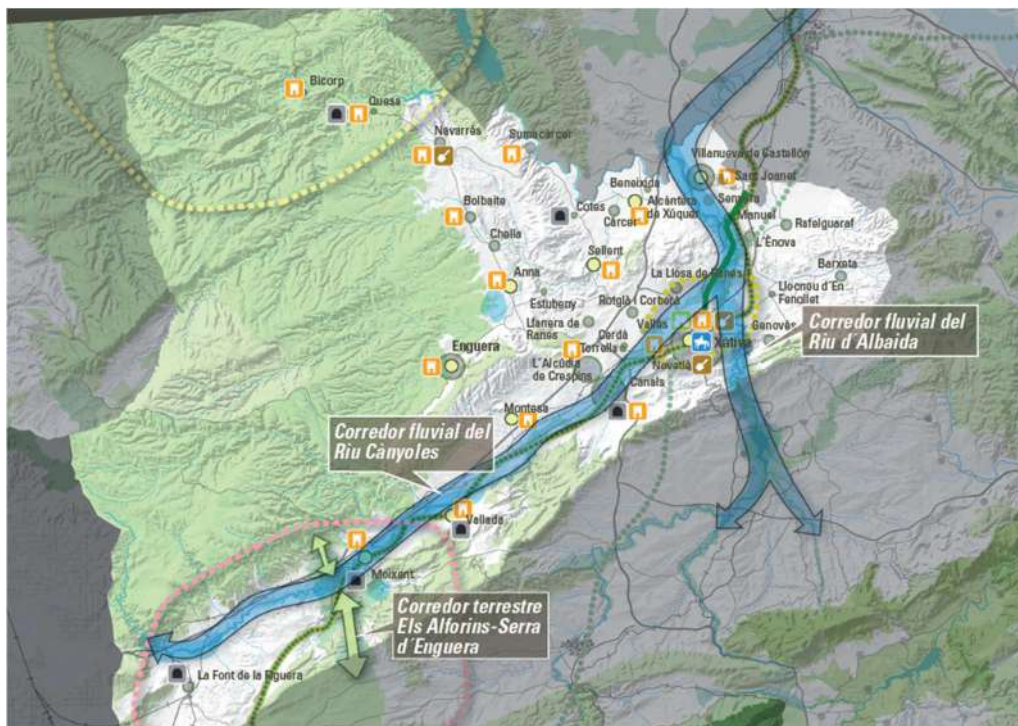 Bicorp
Quesa
Navarrés
Sumacàrcer
Villanueva de Castellón
Sant Joanet
Beneixida
Senyera
Bolbaite
Cotes
Alcàntera
de Xúquer
Càrcer
Manuel
Rafelguaraf
Chella
L'Ènova
Sellent
La Llosa de Ranes
Barxeta
Anna
Llocnou d'En
Fenollet
Estubeny
Rotglà i Corbetà
Vallés
Genovés
Corredor fluvial del
Riu d´Albaida
Llanera de
Ranes
Cerdà
Torrella
Xàtiva
Enguera
L'Alcúdia
de Crespins
Novetlè
Canals
Montesa
Corredor fluvial del
Riu Cànyoles
Vallada
Moixent
Corredor terrestre
Els Alforins-Serra
d´Enguera
La Font de la Figuera